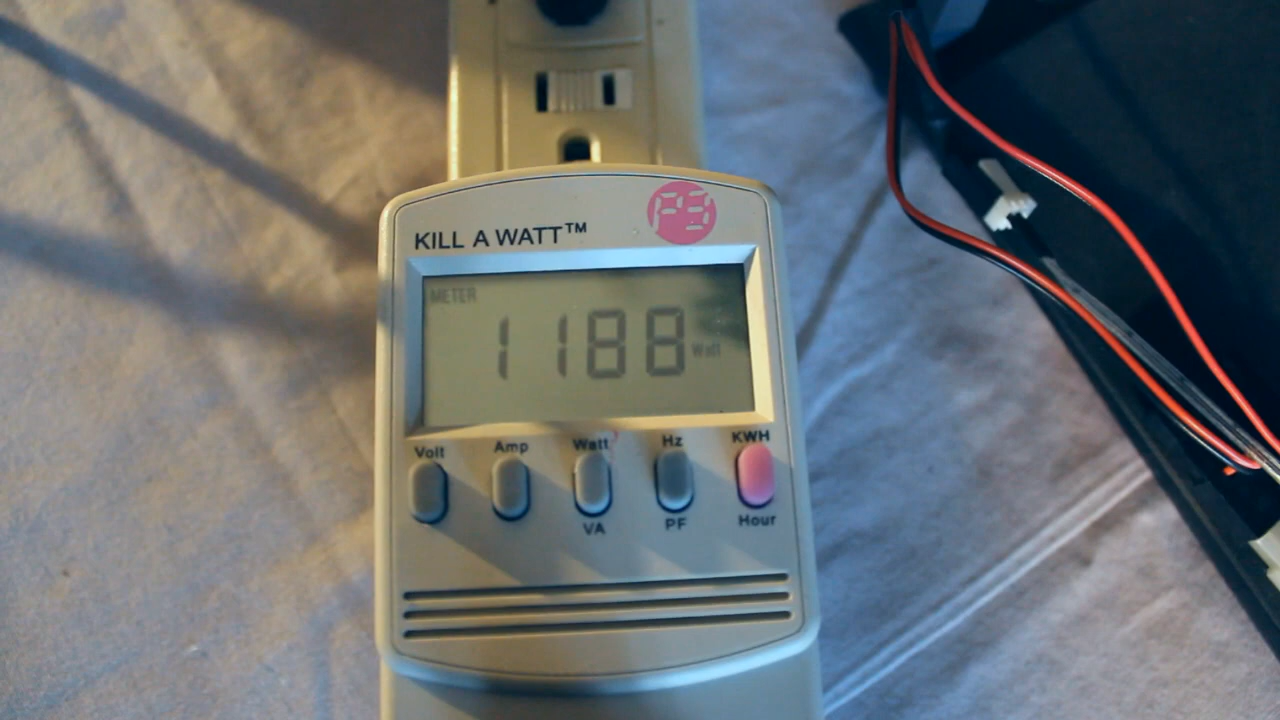 P3
KILL A WATT™
METER
1188 Watt
Volt Amp Watt Hz KWH
VA PF Hour